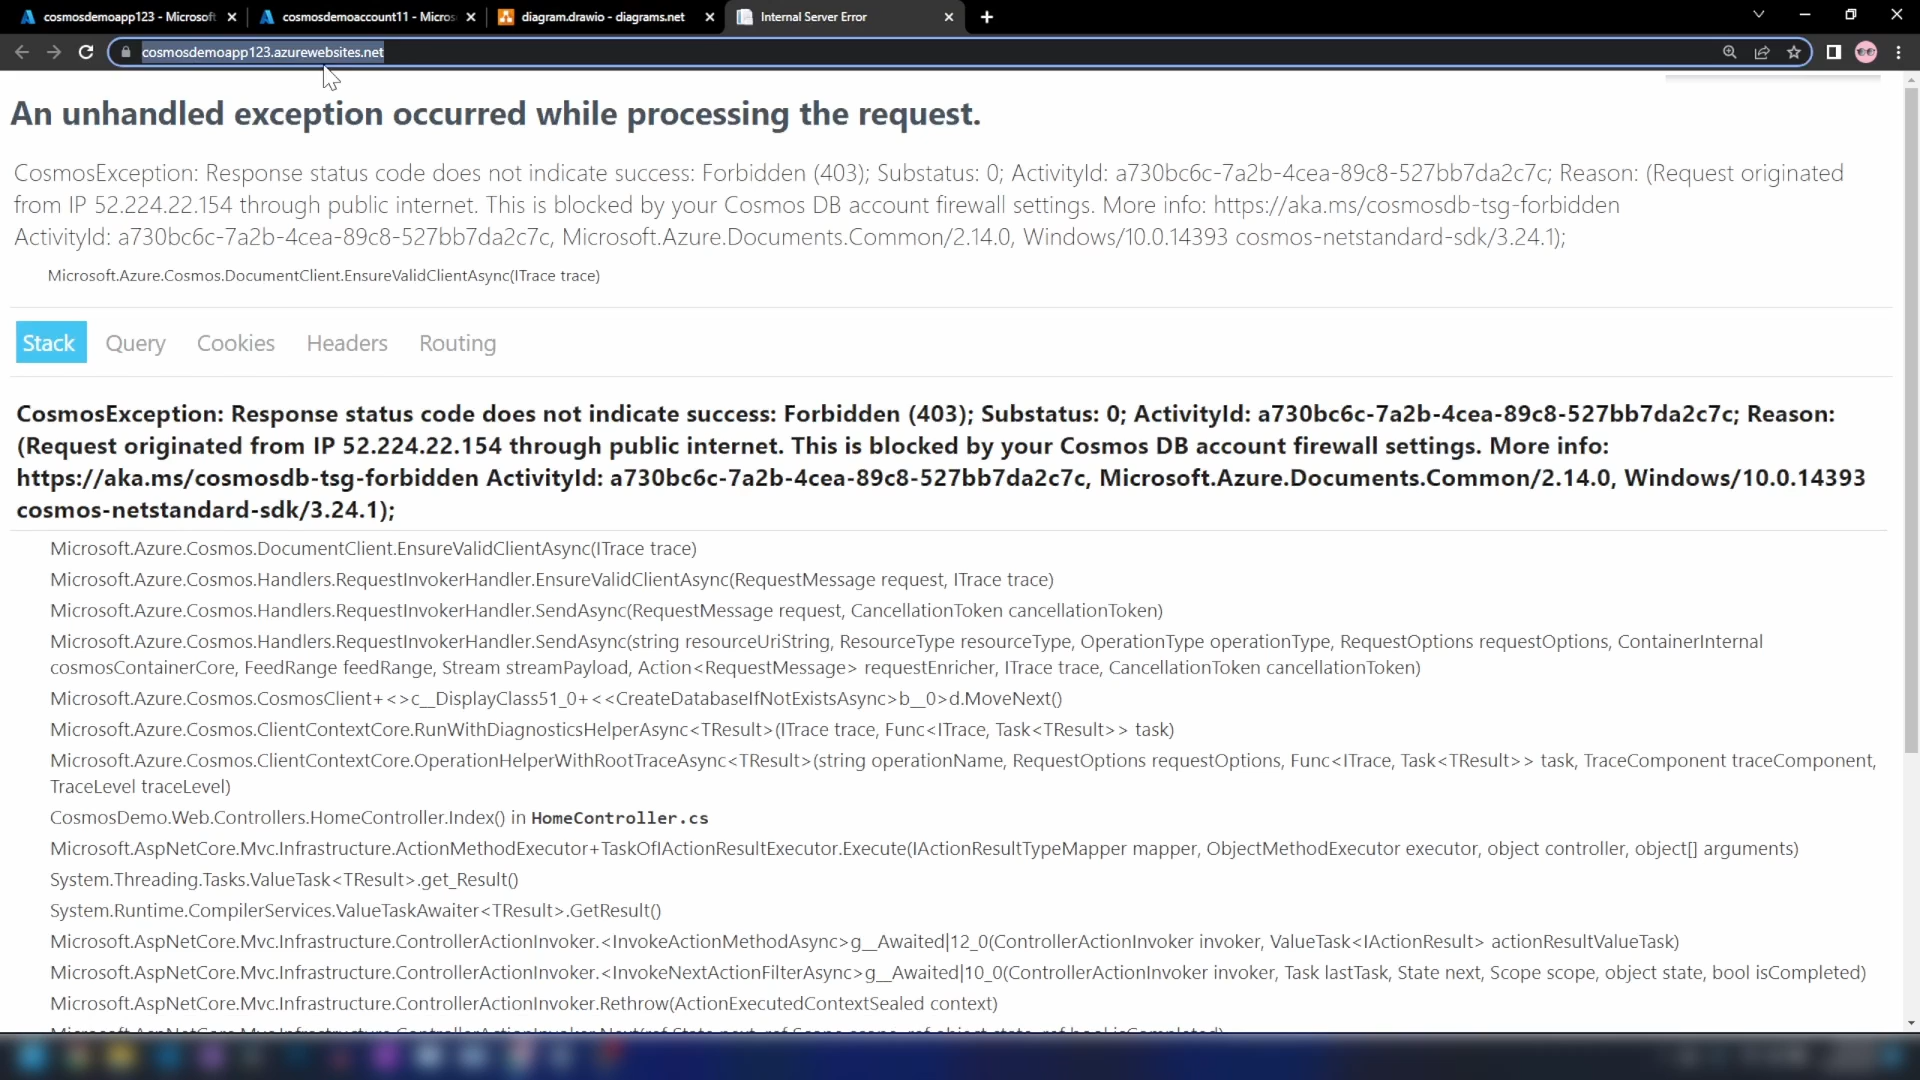 cosmosdemoapp123 - Microsoft
cosmosdemoaccount11 - Micros
diagram.drawio - diagrams.net
Internal Server Error
cosmosdemoapp123.azurewebsites.net
An unhandled exception occurred while processing the request.
CosmosException: Response status code does not indicate success: Forbidden (403); Substatus: 0; ActivityId: a730bc6c-7a2b-4cea-89c8-527bb7da2c7c; Reason: (Request originated
from IP 52.224.22.154 through public internet. This is blocked by your Cosmos DB account firewall settings. More info: https://aka.ms/cosmosdb-tsg-forbidden
ActivityId: a730bc6c-7a2b-4cea-89c8-527bb7da2c7c, Microsoft.Azure.Documents.Common/2.14.0, Windows/10.0.14393 cosmos-netstandard-sdk/3.24.1);
Microsoft.Azure.Cosmos.DocumentClient.EnsureValidClientAsync(ITrace trace)
Stack Query Cookies Headers Routing
CosmosException: Response status code does not indicate success: Forbidden (403); Substatus: 0; ActivityId: a730bc6c-7a2b-4cea-89c8-527bb7da2c7c; Reason:
(Request originated from IP 52.224.22.154 through public internet. This is blocked by your Cosmos DB account firewall settings. More info:
https://aka.ms/cosmosdb-tsg-forbidden ActivityId: a730bc6c-7a2b-4cea-89c8-527bb7da2c7c, Microsoft.Azure.Documents.Common/2.14.0, Windows/10.0.14393
cosmos-netstandard-sdk/3.24.1);
Microsoft.Azure.Cosmos.DocumentClient.EnsureValidClientAsync(ITrace trace)
Microsoft.Azure.Cosmos.Handlers.RequestInvokerHandler.EnsureValidClientAsync(RequestMessage request, ITrace trace)
Microsoft.Azure.Cosmos.Handlers.RequestInvokerHandler.SendAsync(RequestMessage request, CancellationToken cancellationToken)
Microsoft.Azure.Cosmos.Handlers.RequestInvokerHandler.SendAsync(string resourceUriString, ResourceType resourceType, OperationType operationType, RequestOptions requestOptions, ContainerInternal
cosmosContainerCore, FeedRange feedRange, Stream streamPayload, Action<RequestMessage> requestEnricher, ITrace trace, CancellationToken cancellationToken)
Microsoft.Azure.Cosmos.CosmosClient+<>c__DisplayClass51_0+<<CreateDatabaseIfNotExistsAsync>b__0>d.MoveNext()
Microsoft.Azure.Cosmos.ClientContextCore.RunWithDiagnosticsHelperAsync<TResult>(ITrace trace, Func<ITrace, Task<TResult>> task)
Microsoft.Azure.Cosmos.ClientContextCore.OperationHelperWithRootTraceAsync<TResult>(string operationName, RequestOptions requestOptions, Func<ITrace, Task<TResult>> task, TraceComponent traceComponent,
TraceLevel traceLevel)
CosmosDemo.Web.Controllers.HomeController.Index() in HomeController.cs
Microsoft.AspNetCore.Mvc.Infrastructure.ActionMethodExecutor+TaskOfIActionResultExecutor.Execute(IActionResultTypeMapper mapper, ObjectMethodExecutor executor, object controller, object[] arguments)
System.Threading.Tasks.ValueTask<TResult>.get_Result()
System.Runtime.CompilerServices.ValueTaskAwaiter<TResult>.GetResult()
Microsoft.AspNetCore.Mvc.Infrastructure.ControllerActionInvoker.<InvokeActionMethodAsync>g__Awaited|12_0(ControllerActionInvoker invoker, ValueTask<IActionResult> actionResultValueTask)
Microsoft.AspNetCore.Mvc.Infrastructure.ControllerActionInvoker.<InvokeNextActionFilterAsync>g__Awaited|10_0(ControllerActionInvoker invoker, Task lastTask, State next, Scope scope, object state, bool isCompleted)
Microsoft.AspNetCore.Mvc.Infrastructure.ControllerActionInvoker.Rethrow(ActionExecutedContextSealed context)